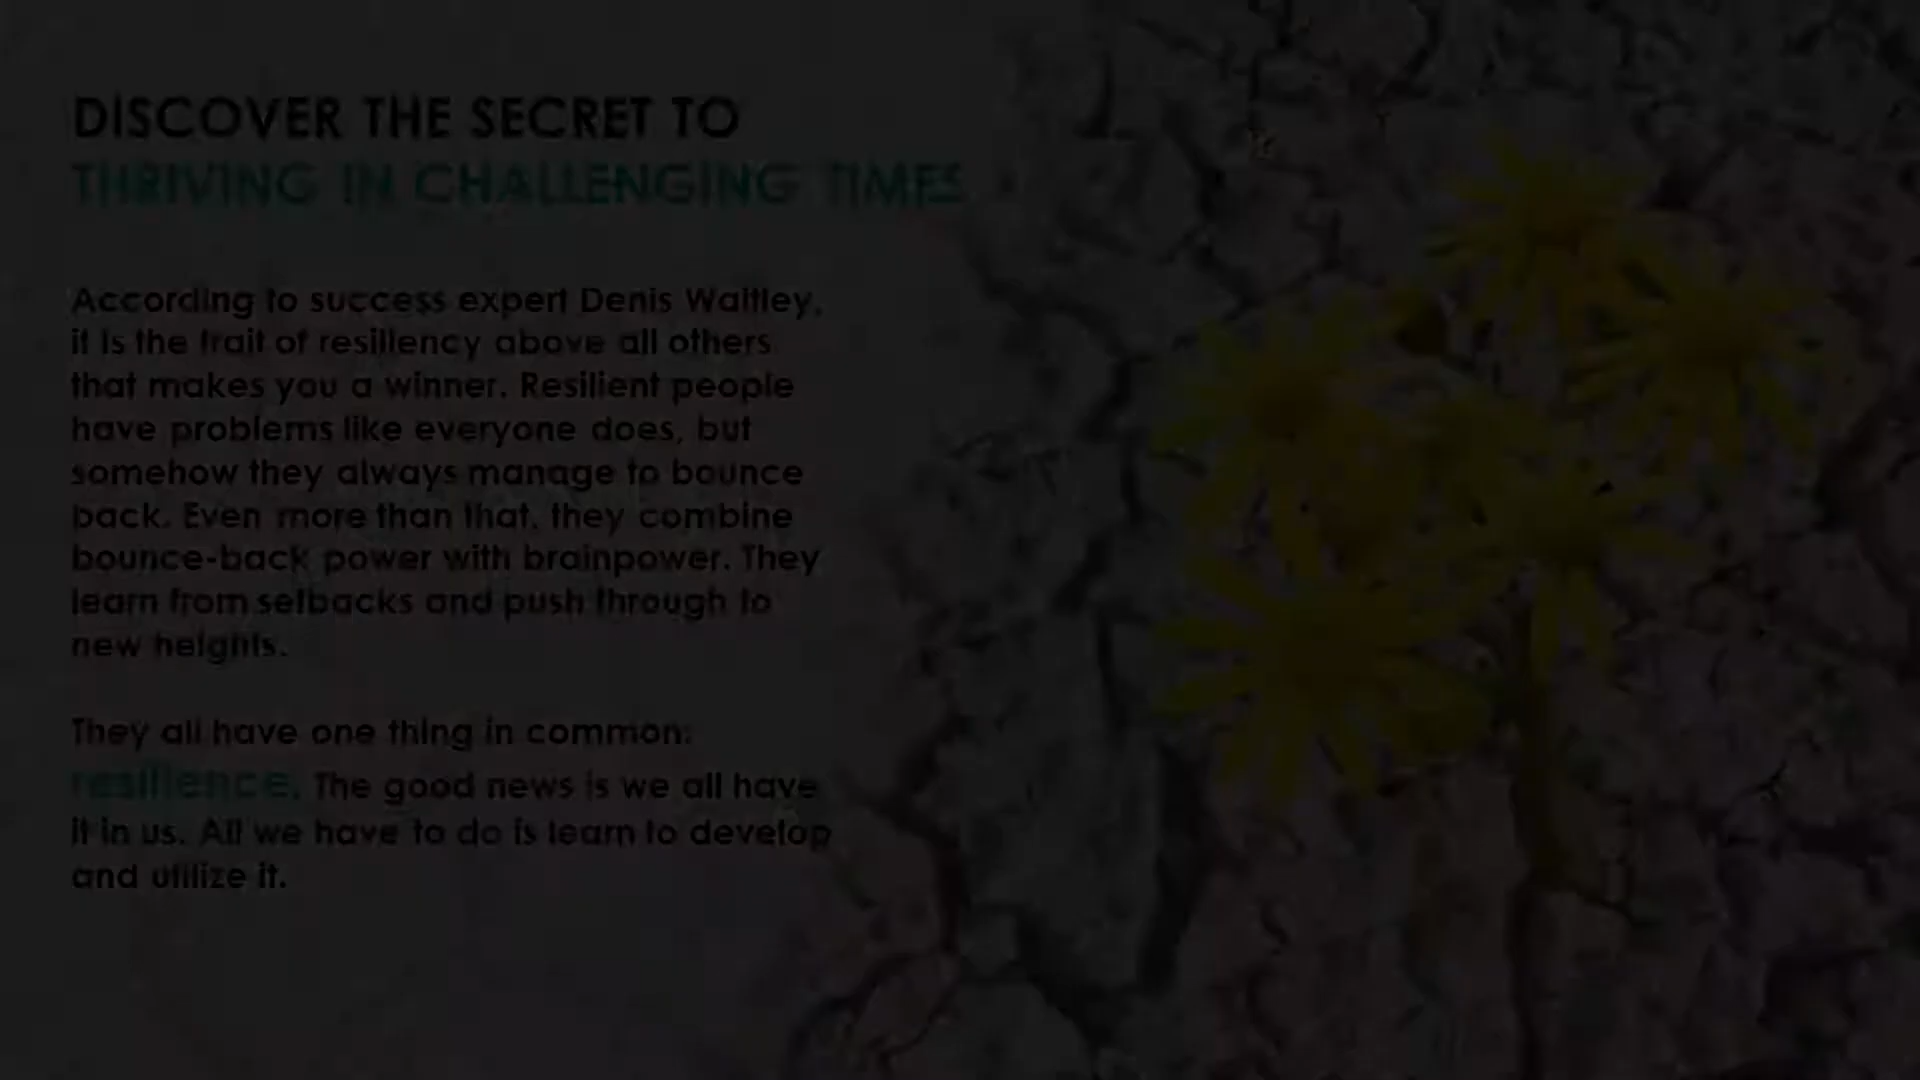 DISCOVER THE SECRET TO
THRIVING IN CHALLENGING TIMES
According to success expert Denis Waitley,
it is the trait of resiliency above all others
that makes you a winner. Resilient people
have problems like everyone does, but
somehow they always manage to bounce
back. Even more than that, they combine
bounce-back power with brainpower. They
learn from setbacks and push through to
new heights.
They all have one thing in common:
resilience. The good news is we all have
it in us. All we have to do is learn to develop
and utilize it.